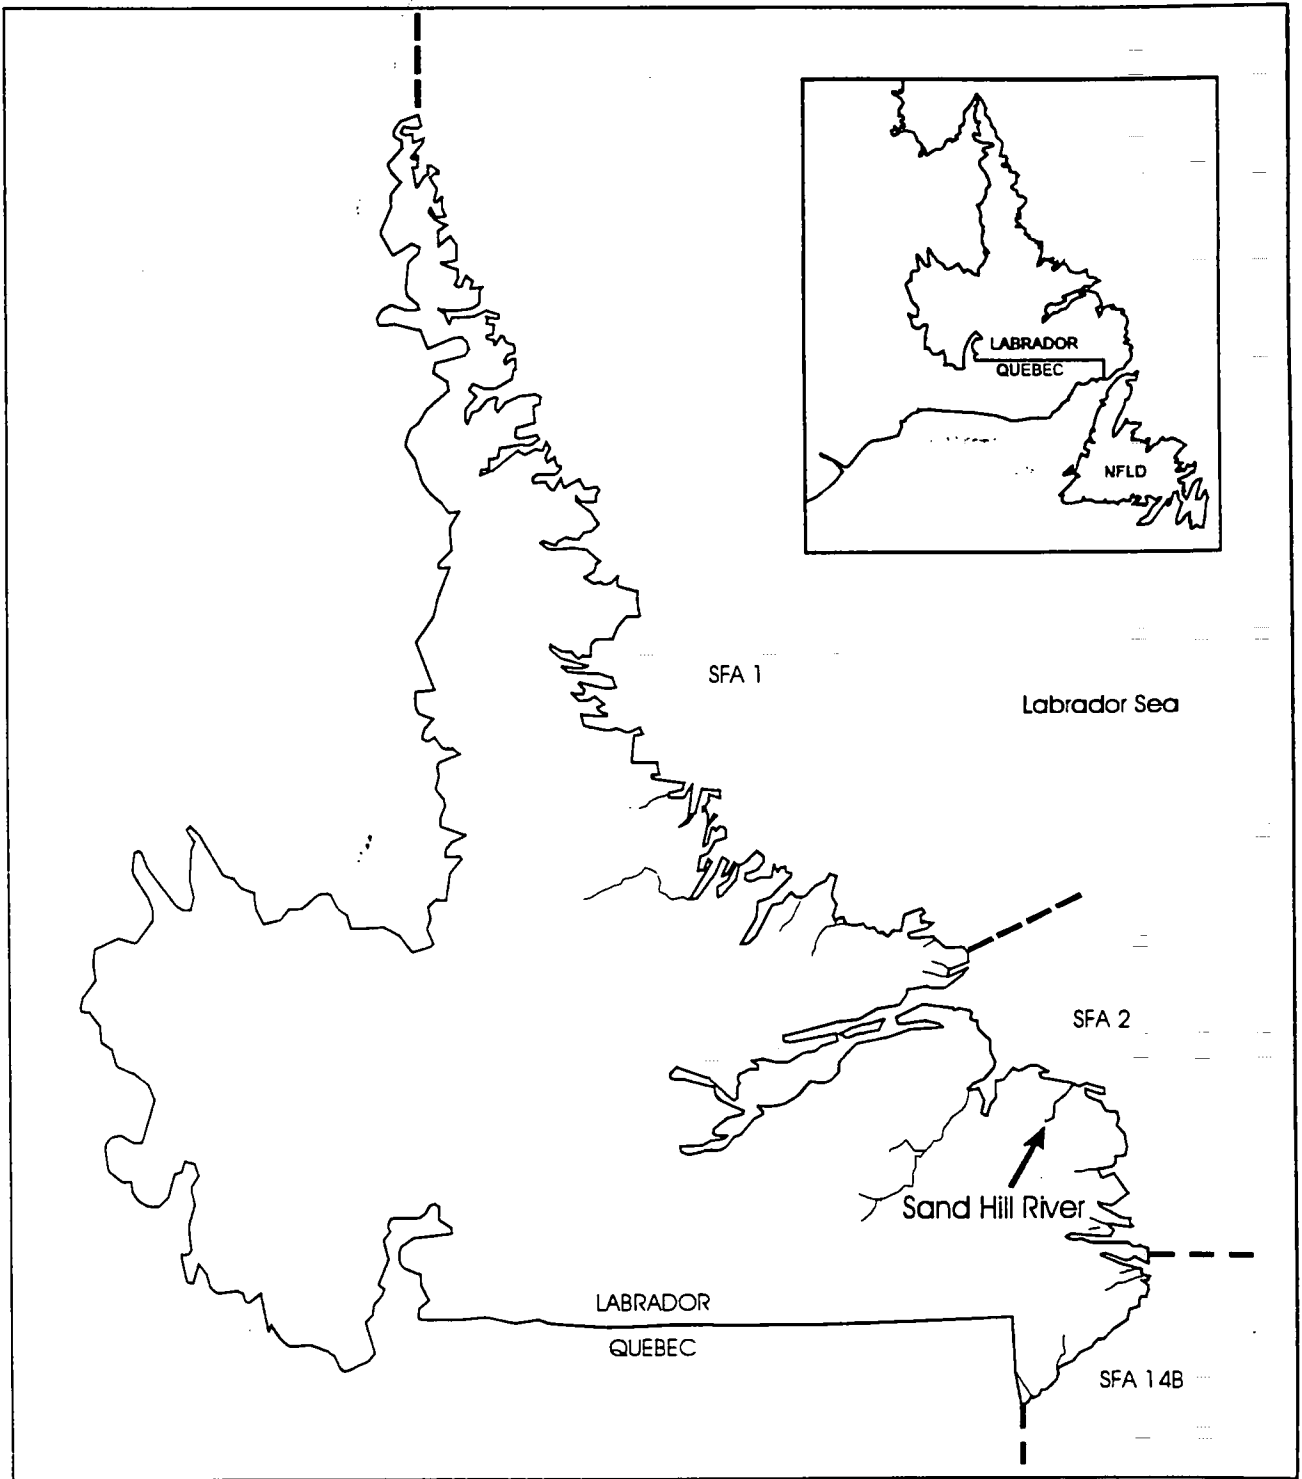 LABRADOR
QUEBEC
NFLD
SFA 1
Labrador Sea
SFA 2
Sand Hill River
LABRADOR
QUEBEC
SFA 14B